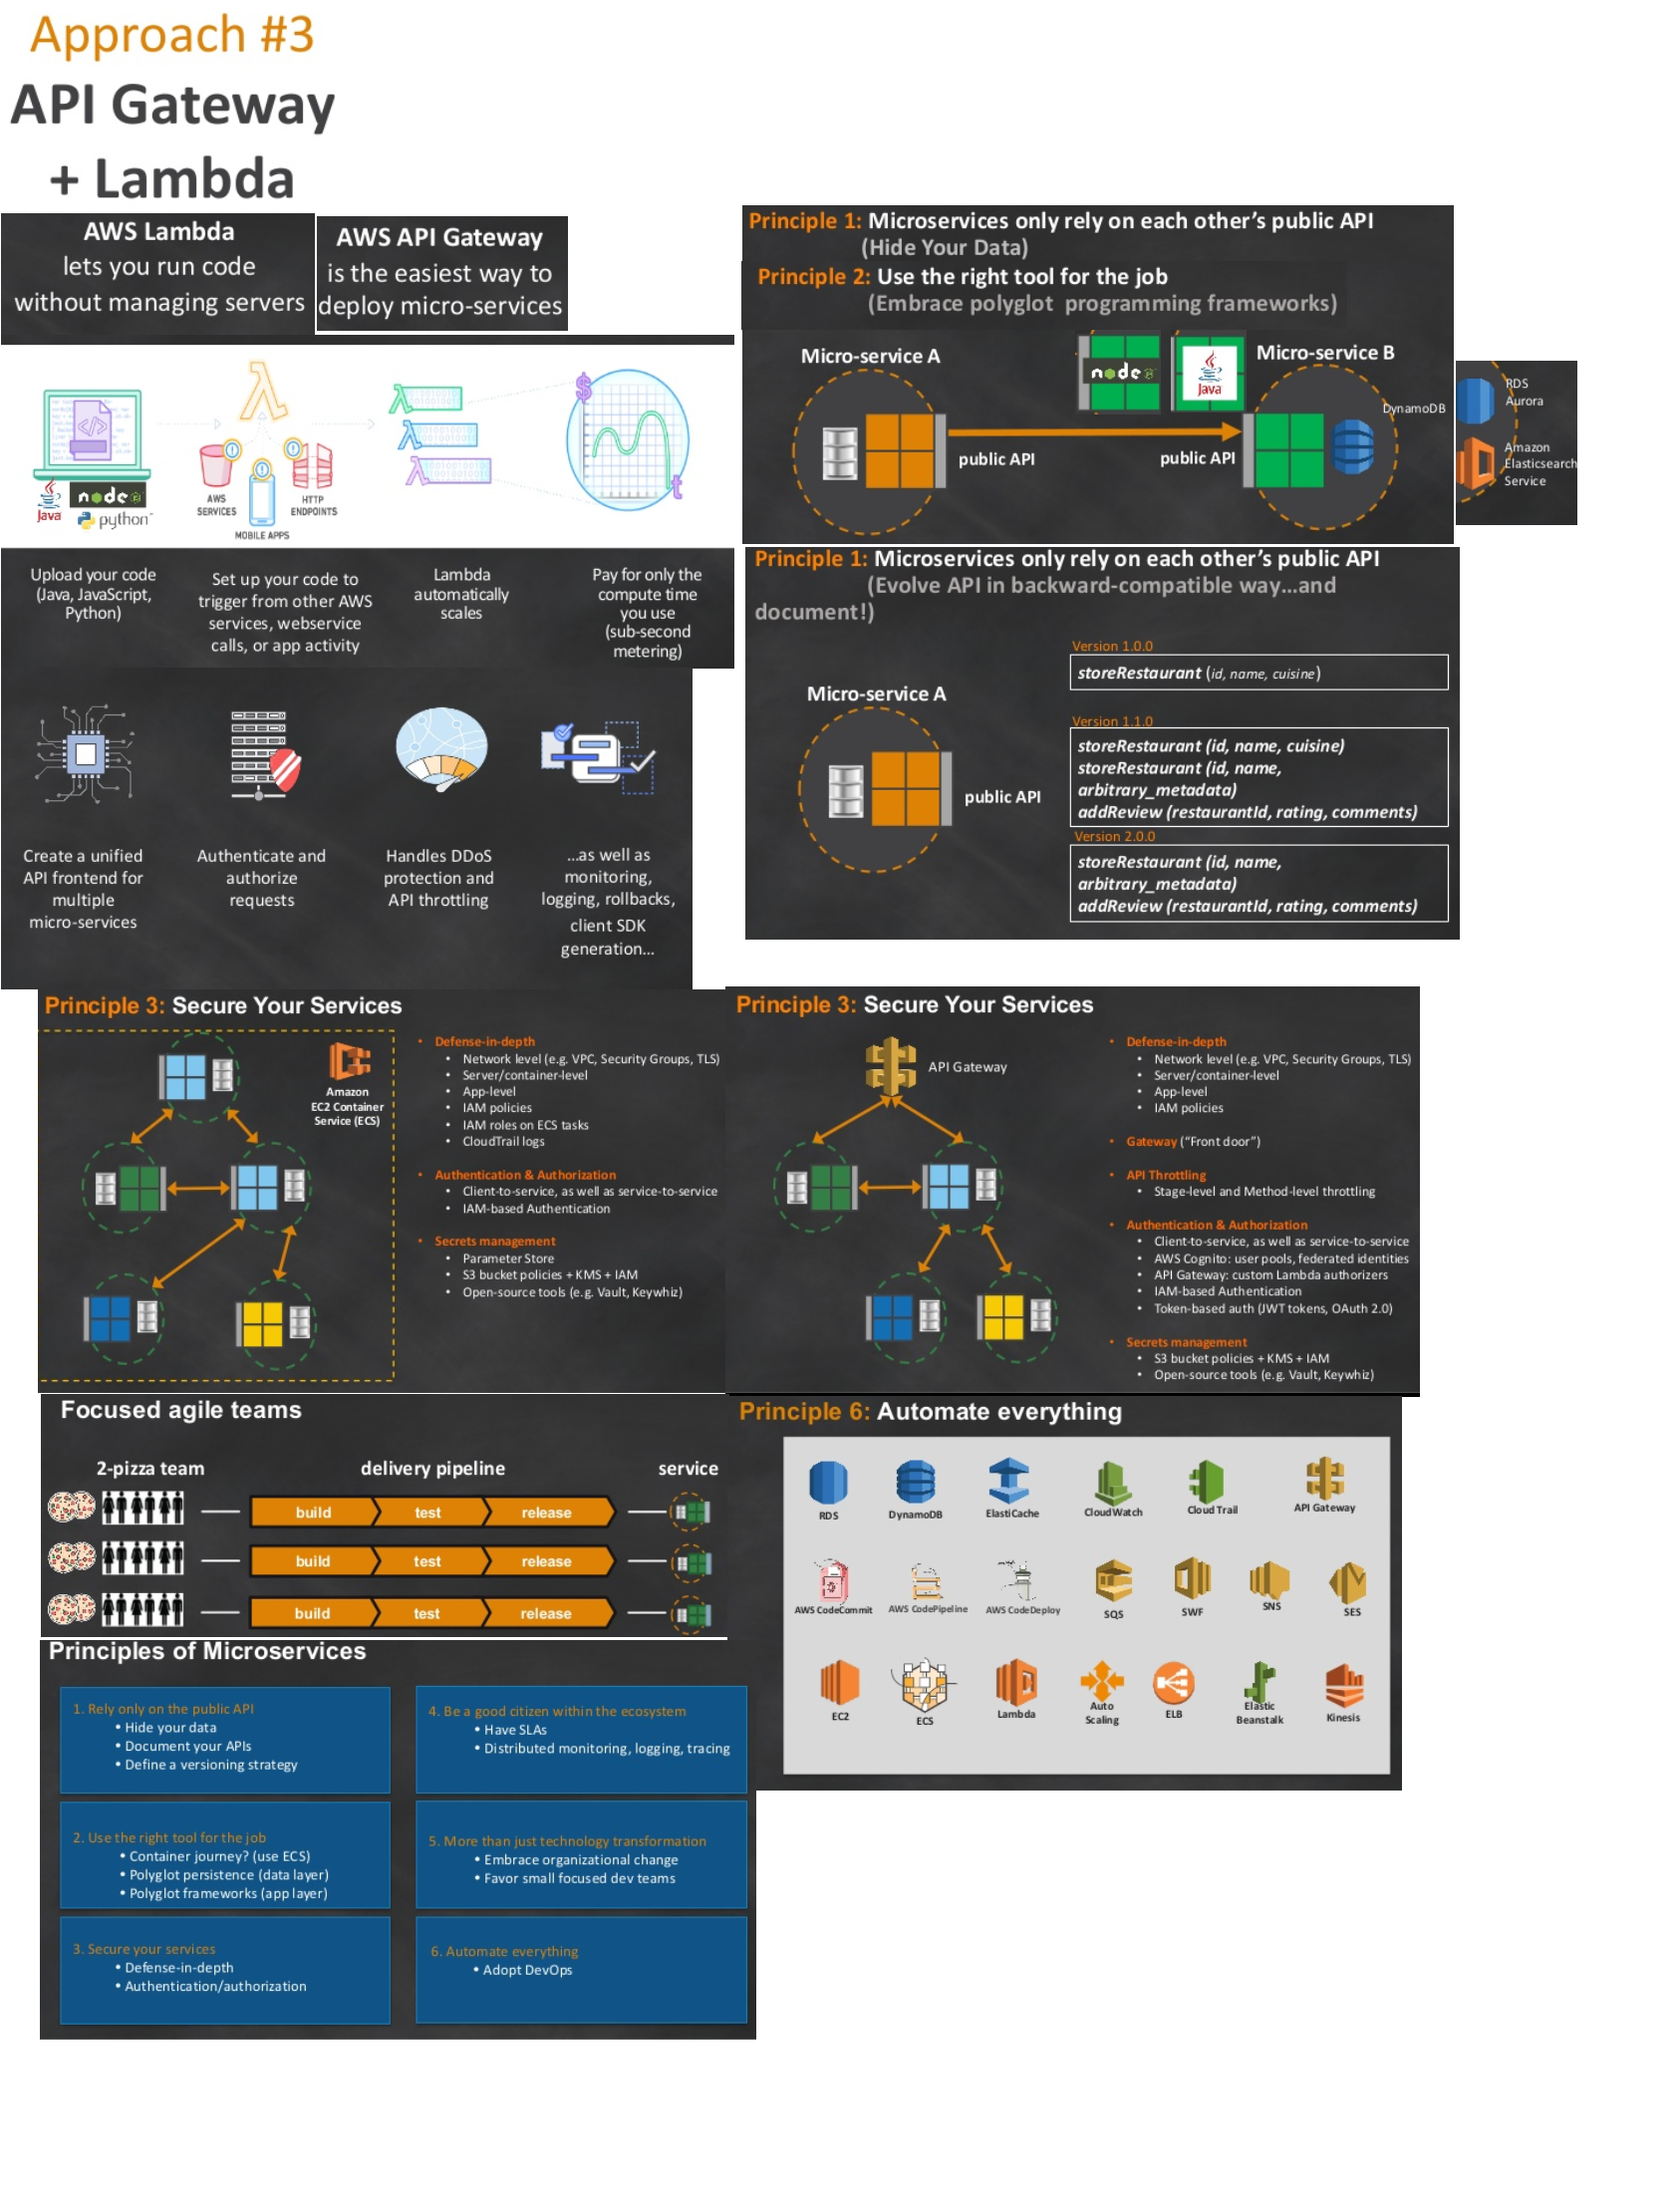 Approach #3
API Gateway
+ Lambda
AWS Lambda
lets you run code
without managing servers
AWS API Gateway
is the easiest way to
deploy micro-services
Java
node
python
AWS
SERVICES
MOBILE APPS
HTTP
ENDPOINTS
$
t
Upload your code
(Java, JavaScript,
Python)
Set up your code to
trigger from other AWS
services, webservice
calls, or app activity
Lambda
automatically
scales
Pay for only the
compute time
you use
(sub-second
metering)
Create a unified
API frontend for
multiple
micro-services
Authenticate and
authorize
requests
Handles DDoS
protection and
API throttling
...as well as
monitoring,
logging, rollbacks,
client SDK
generation...
Principle 1: Microservices only rely on each other's public API
(Hide Your Data)
Principle 2: Use the right tool for the job
(Embrace polyglot programming frameworks)
Micro-service A
public API
node
Java
Micro-service B
public API
DynamoDB
RDS
Aurora
Amazon
Elasticsearch
Service
Principle 1: Microservices only rely on each other's public API
(Evolve API in backward-compatible way...and
document!)
Micro-service A
public API
Version 1.0.0
storeRestaurant (id, name, cuisine)
Version 1.1.0
storeRestaurant (id, name, cuisine)
storeRestaurant (id, name,
arbitrary_metadata)
addReview (restaurantId, rating, comments)
Version 2.0.0
storeRestaurant (id, name,
arbitrary_metadata)
addReview (restaurantId, rating, comments)
Principle 3: Secure Your Services
Amazon
EC2 Container
Service (ECS)
• Defense-in-depth
• Network level (e.g. VPC, Security Groups, TLS)
• Server/container-level
• App-level
• IAM policies
• IAM roles on ECS tasks
• CloudTrail logs
• Authentication & Authorization
• Client-to-service, as well as service-to-service
• IAM-based Authentication
• Secrets management
• Parameter Store
• S3 bucket policies + KMS + IAM
• Open-source tools (e.g. Vault, Keywhiz)
Principle 3: Secure Your Services
API Gateway
• Defense-in-depth
• Network level (e.g. VPC, Security Groups, TLS)
• Server/container-level
• App-level
• IAM policies
• Gateway ("Front door")
• API Throttling
• Stage-level and Method-level throttling
• Authentication & Authorization
• Client-to-service, as well as service-to-service
• AWS Cognito: user pools, federated identities
• API Gateway: custom Lambda authorizers
• IAM-based Authentication
• Token-based auth (JWT tokens, OAuth 2.0)
• Secrets management
• S3 bucket policies + KMS + IAM
• Open-source tools (e.g. Vault, Keywhiz)
Focused agile teams
2-pizza team
delivery pipeline
service
build test release
build test release
build test release
Principle 6: Automate everything
RDS
DynamoDB
ElastiCache
CloudWatch
Cloud Trail
API Gateway
AWS CodeCommit
AWS CodePipeline
AWS CodeDeploy
SQS
SWF
SNS
SES
EC2
ECS
Lambda
Auto
Scaling
ELB
Elastic
Beanstalk
Kinesis
Principles of Microservices
1. Rely only on the public API
• Hide your data
• Document your APIs
• Define a versioning strategy
2. Use the right tool for the job
• Container journey? (use ECS)
• Polyglot persistence (data layer)
• Polyglot frameworks (app layer)
3. Secure your services
• Defense-in-depth
• Authentication/authorization
4. Be a good citizen within the ecosystem
• Have SLAs
• Distributed monitoring, logging, tracing
5. More than just technology transformation
• Embrace organizational change
• Favor small focused dev teams
6. Automate everything
• Adopt DevOps